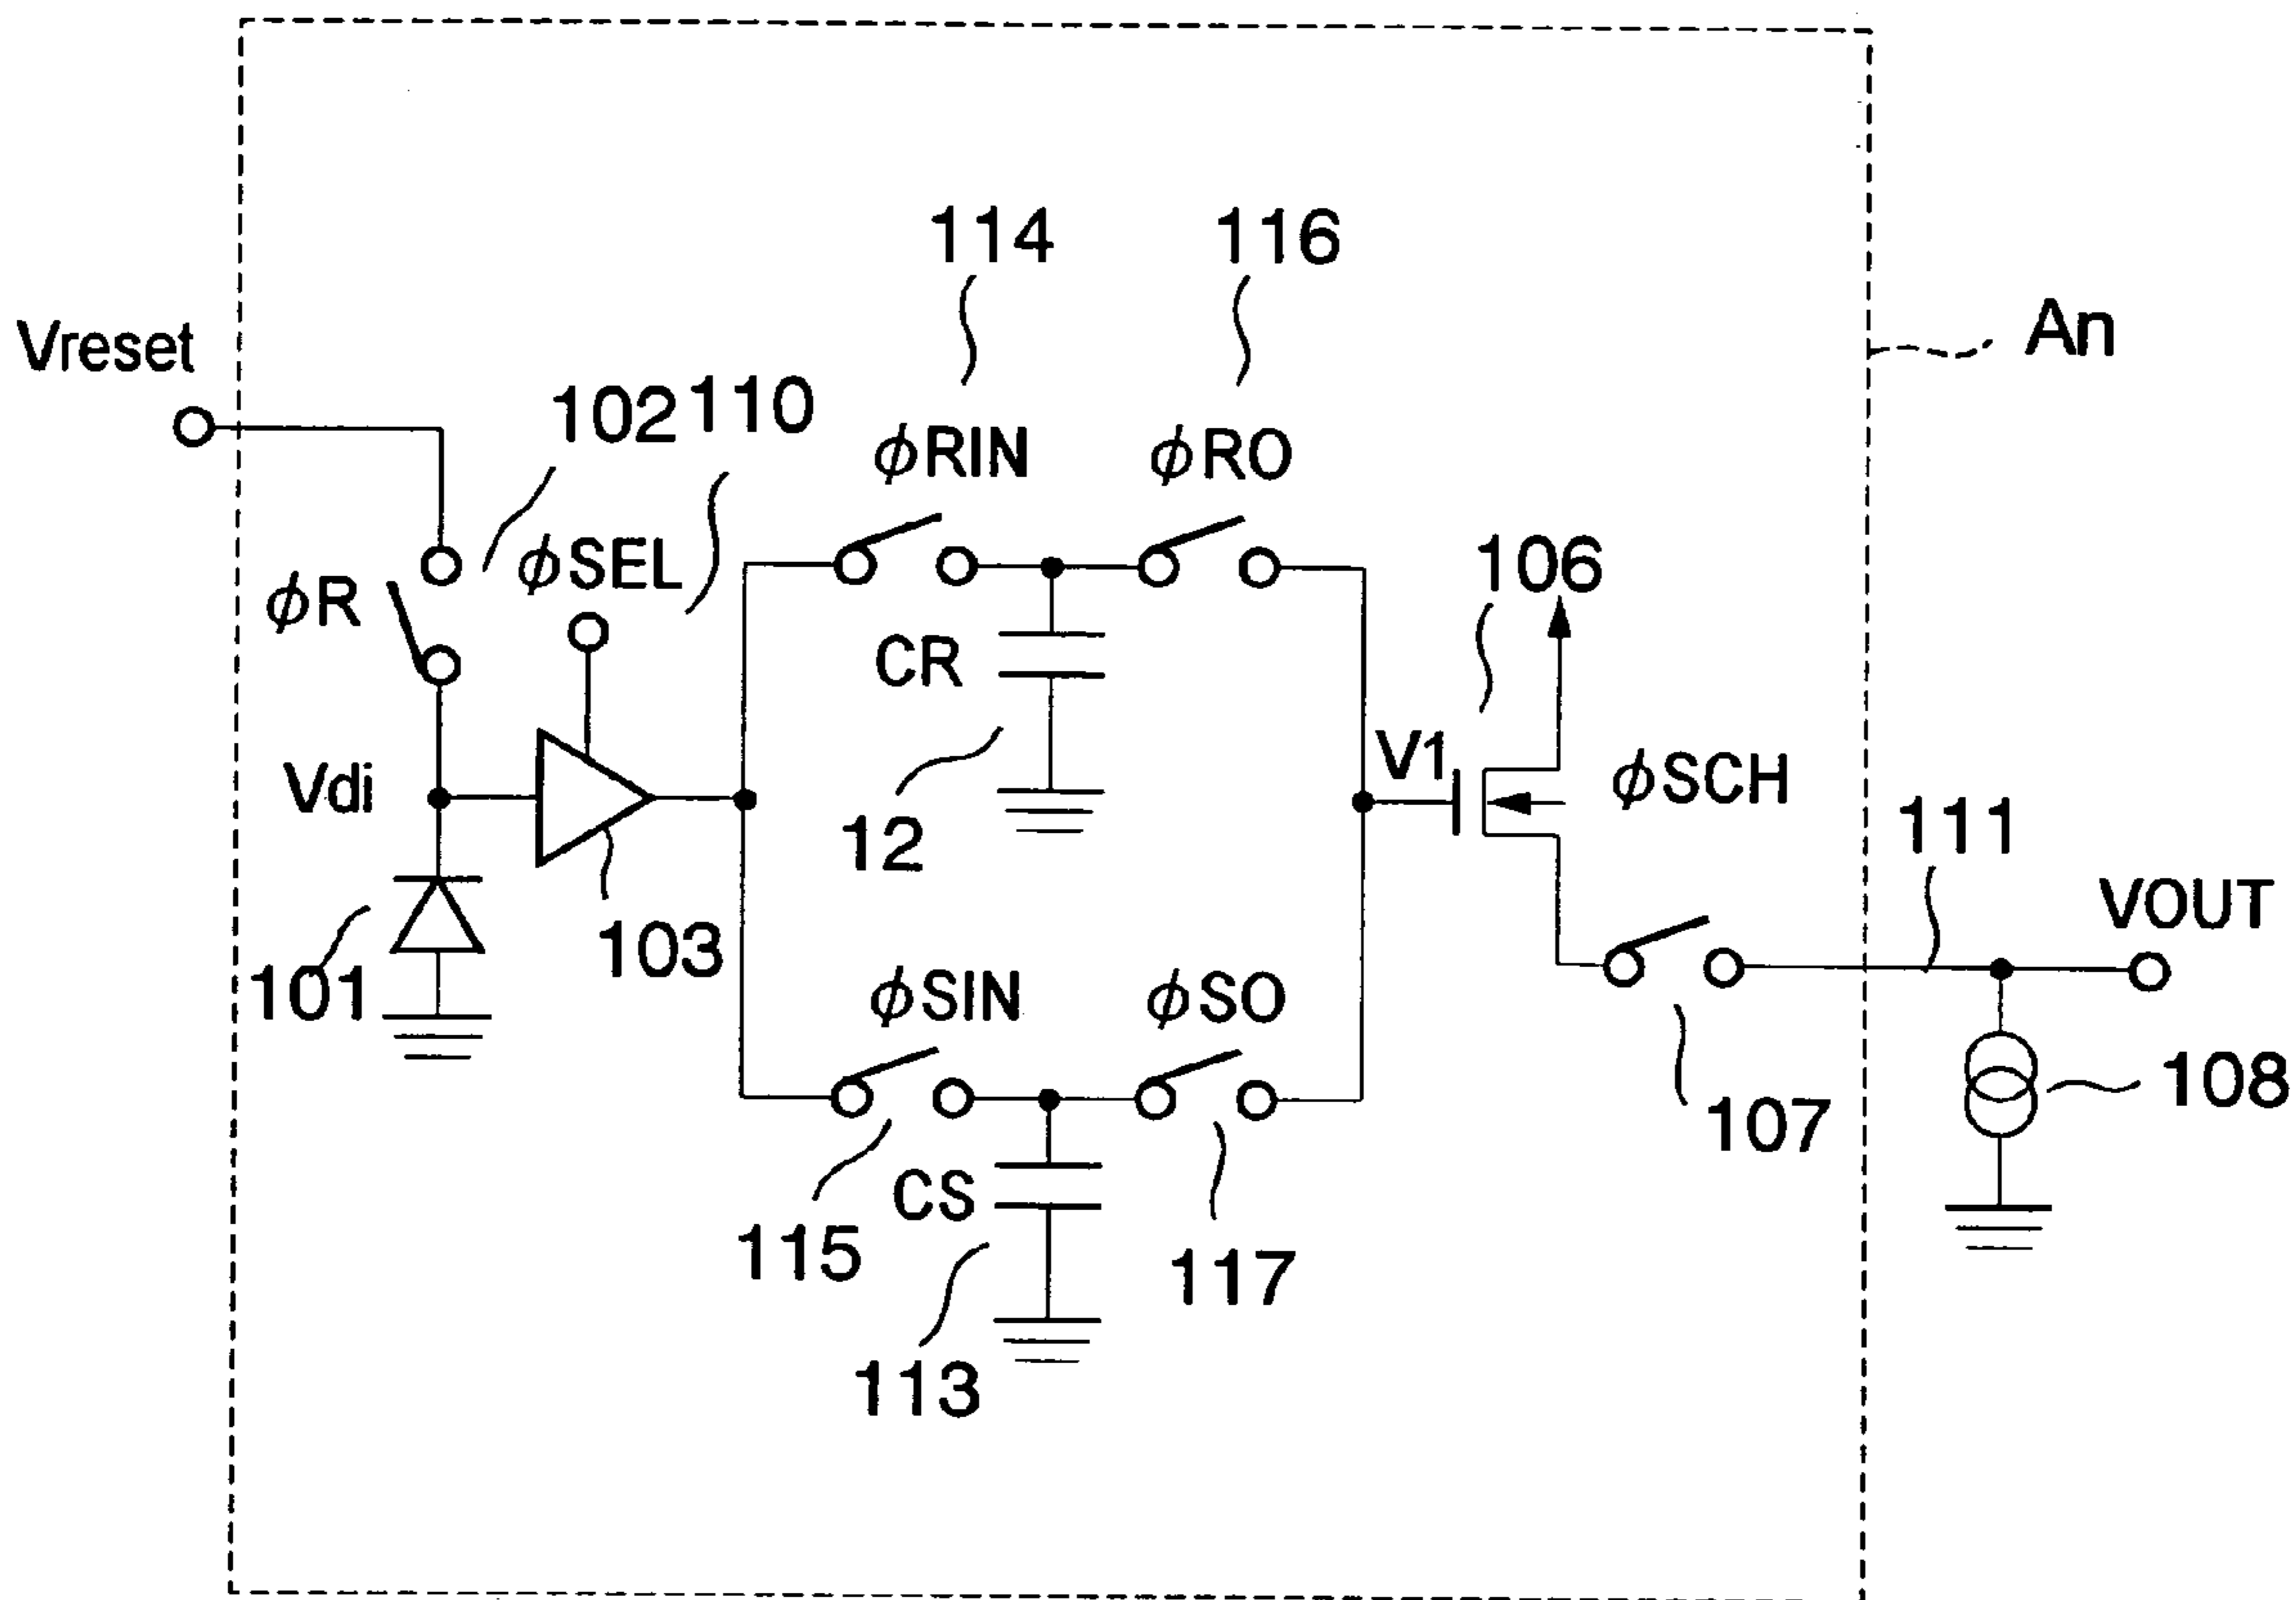 114
116
An
Vreset
102
110
φRIN
φRO
φSEL
φR
106
CR
V1
φSCH
Vdi
12
111
VOUT
103
101
φSIN
φSO
108
107
CS
115
117
113